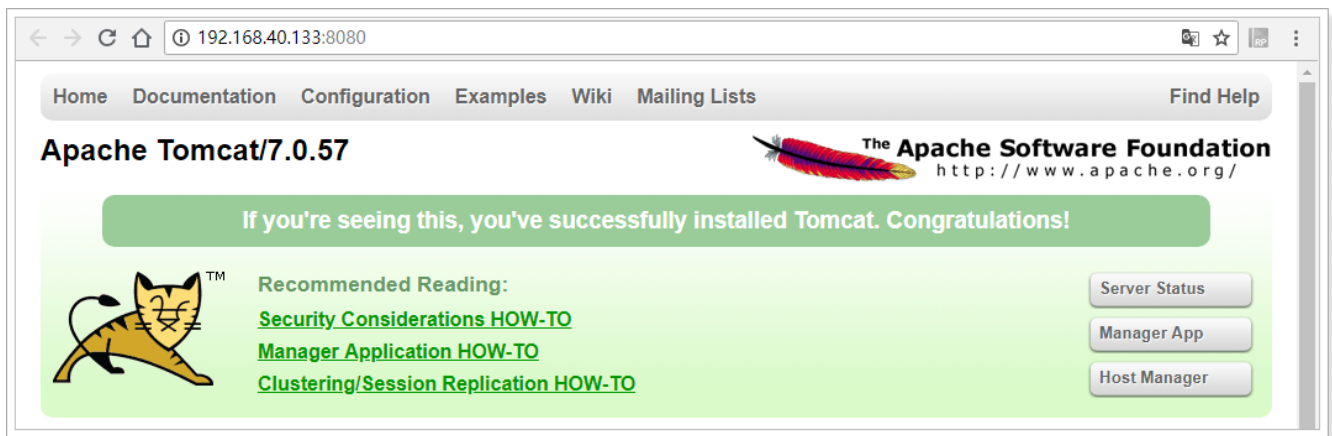 192.168.40.133:8080
RP
Home Documentation Configuration Examples Wiki Mailing Lists Find Help
Apache Tomcat/7.0.57
The Apache Software Foundation
http://www.apache.org/
If you're seeing this, you've successfully installed Tomcat. Congratulations!
TM
Recommended Reading:
Security Considerations HOW-TO
Manager Application HOW-TO
Clustering/Session Replication HOW-TO
Server Status
Manager App
Host Manager